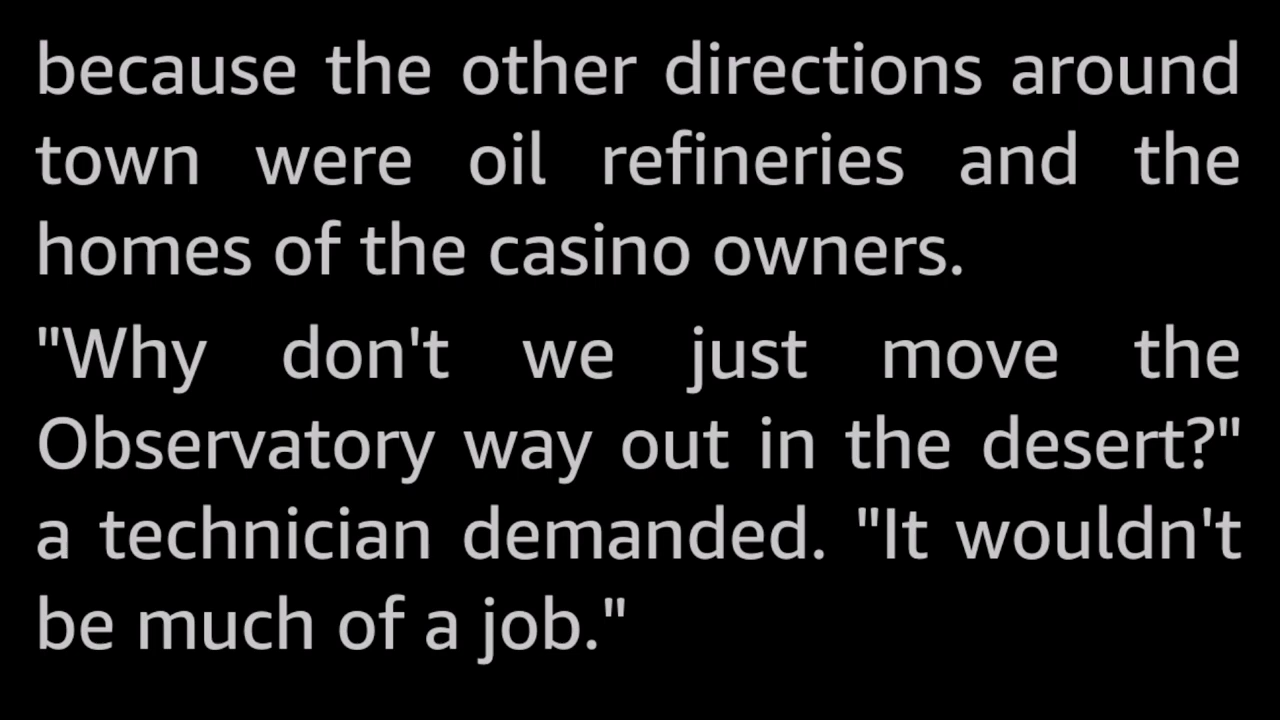 because the other directions around
town were oil refineries and the
homes of the casino owners.
"Why don't we just move the
Observatory way out in the desert?"
a technician demanded. "It wouldn't
be much of a job."